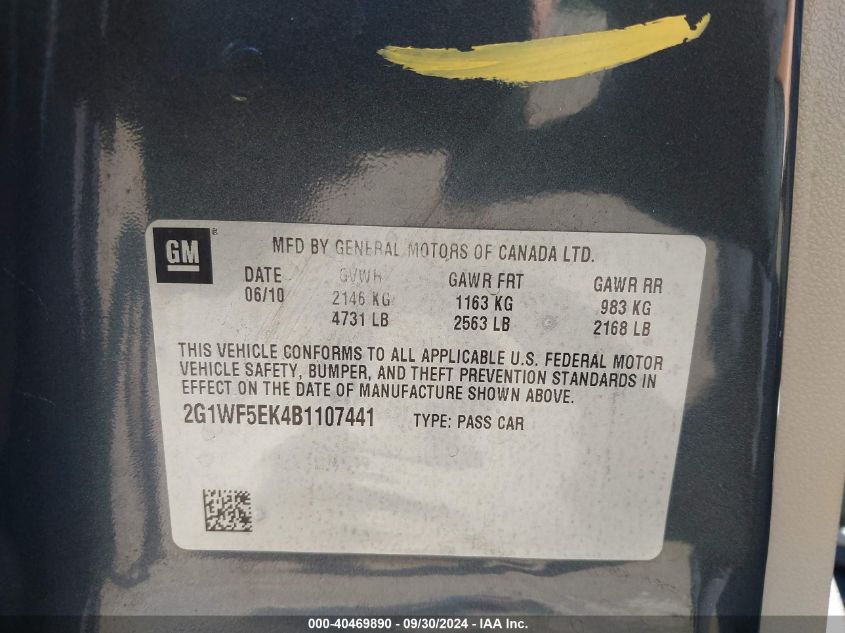 GM ®
MFD BY GENERAL MOTORS OF CANADA LTD.
DATE GVWR GAWR FRT GAWR RR
06/10 2146 KG 1163 KG 983 KG
4731 LB 2563 LB 2168 LB
THIS VEHICLE CONFORMS TO ALL APPLICABLE U.S. FEDERAL MOTOR
VEHICLE SAFETY, BUMPER, AND THEFT PREVENTION STANDARDS IN
EFFECT ON THE DATE OF MANUFACTURE SHOWN ABOVE.
2G1WF5EK4B1107441 TYPE: PASS CAR
000-40469890 - 09/30/2024 - IAA Inc.